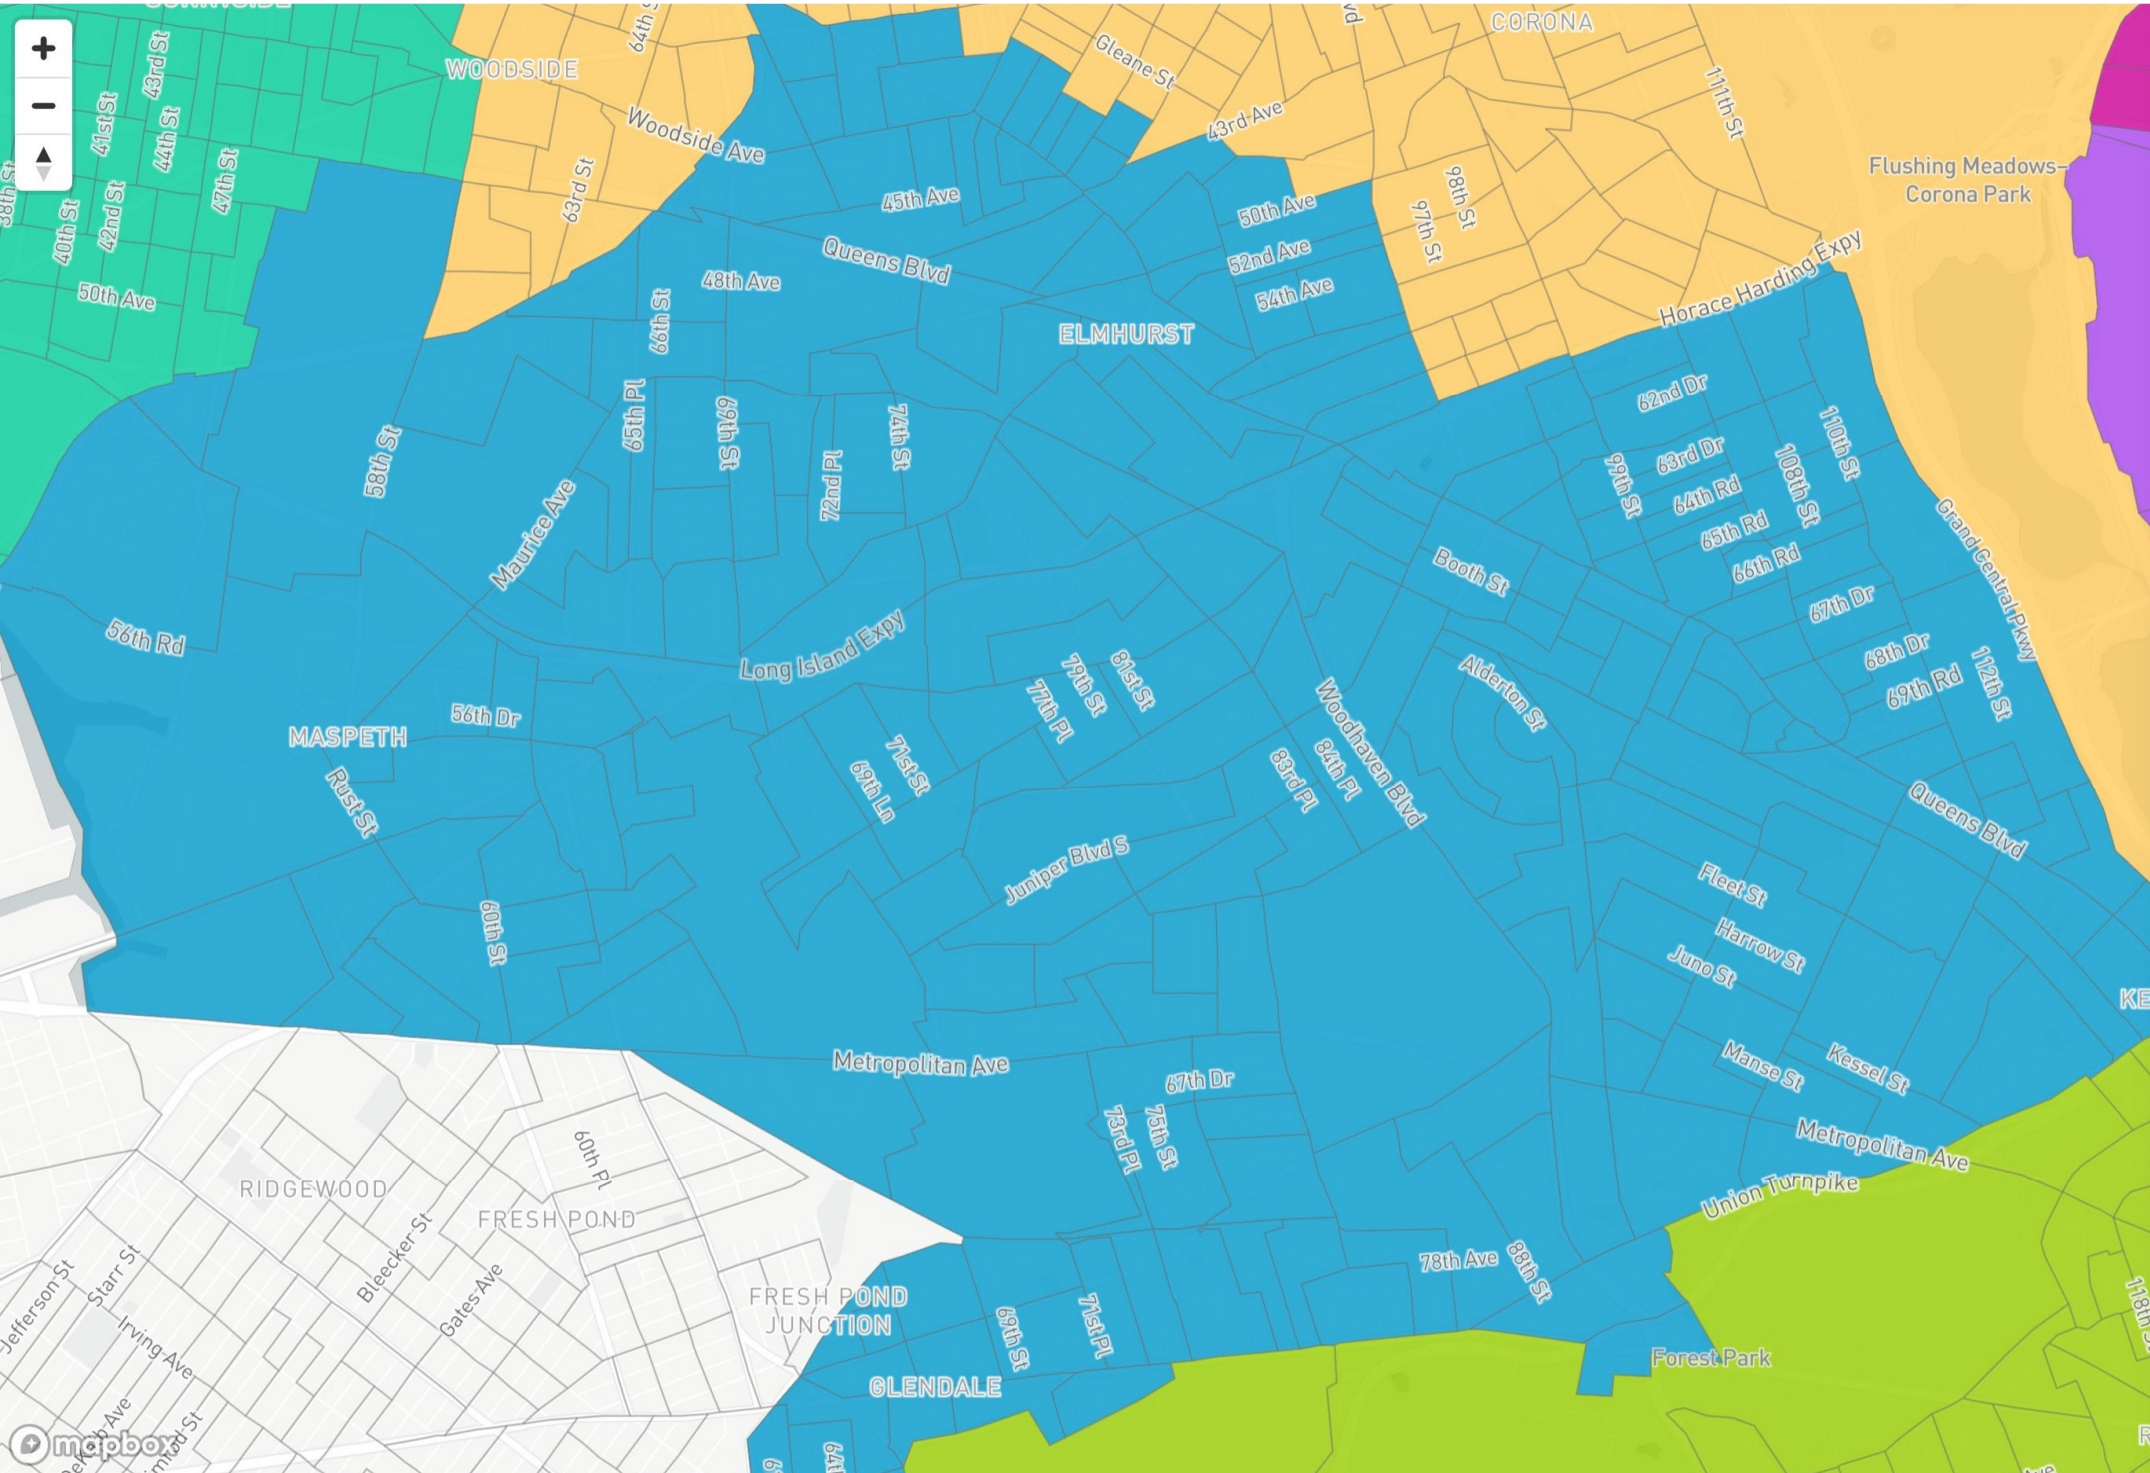 SUNNYSIDE
64th S
CORONA
WOODSIDE
Gleane St
43rd St
41st St
44th St
111th St
Woodside Ave
43rd Ave
47th St
38th St
40th St
42nd St
63rd St
45th Ave
98th St
97th St
Flushing Meadows–
Corona Park
50th Ave
52nd Ave
54th Ave
Queens Blvd
48th Ave
50th Ave
66th St
ELMHURST
Horace Harding Expy
62nd Dr
65th Pl
69th St
74th St
72nd Pl
58th St
Maurice Ave
63rd Dr
64th Rd
65th Rd
66th Rd
99th St
108th St
110th St
Grand Central Pkwy
Booth St
67th Dr
68th Dr
69th Rd
112th St
56th Rd
Long Island Expy
77th Pl
79th St
81st St
Woodhaven Blvd
Alderton St
56th Dr
MASPETH
Rust St
71st St
69th Ln
83rd Pl
84th Pl
Queens Blvd
Juniper Blvd S
Fleet St
Harrow St
Juno St
60th St
KE
Metropolitan Ave
67th Dr
73rd Pl
75th St
Manse St
Kessel St
Metropolitan Ave
Union Turnpike
60th Pl
RIDGEWOOD
FRESH POND
Bleecker St
Starr St
Jefferson St
Gates Ave
Irving Ave
78th Ave
88th St
FRESH POND
JUNCTION
69th St
71st Pl
118th S
Forest Park
GLENDALE
mapbox
64th
R